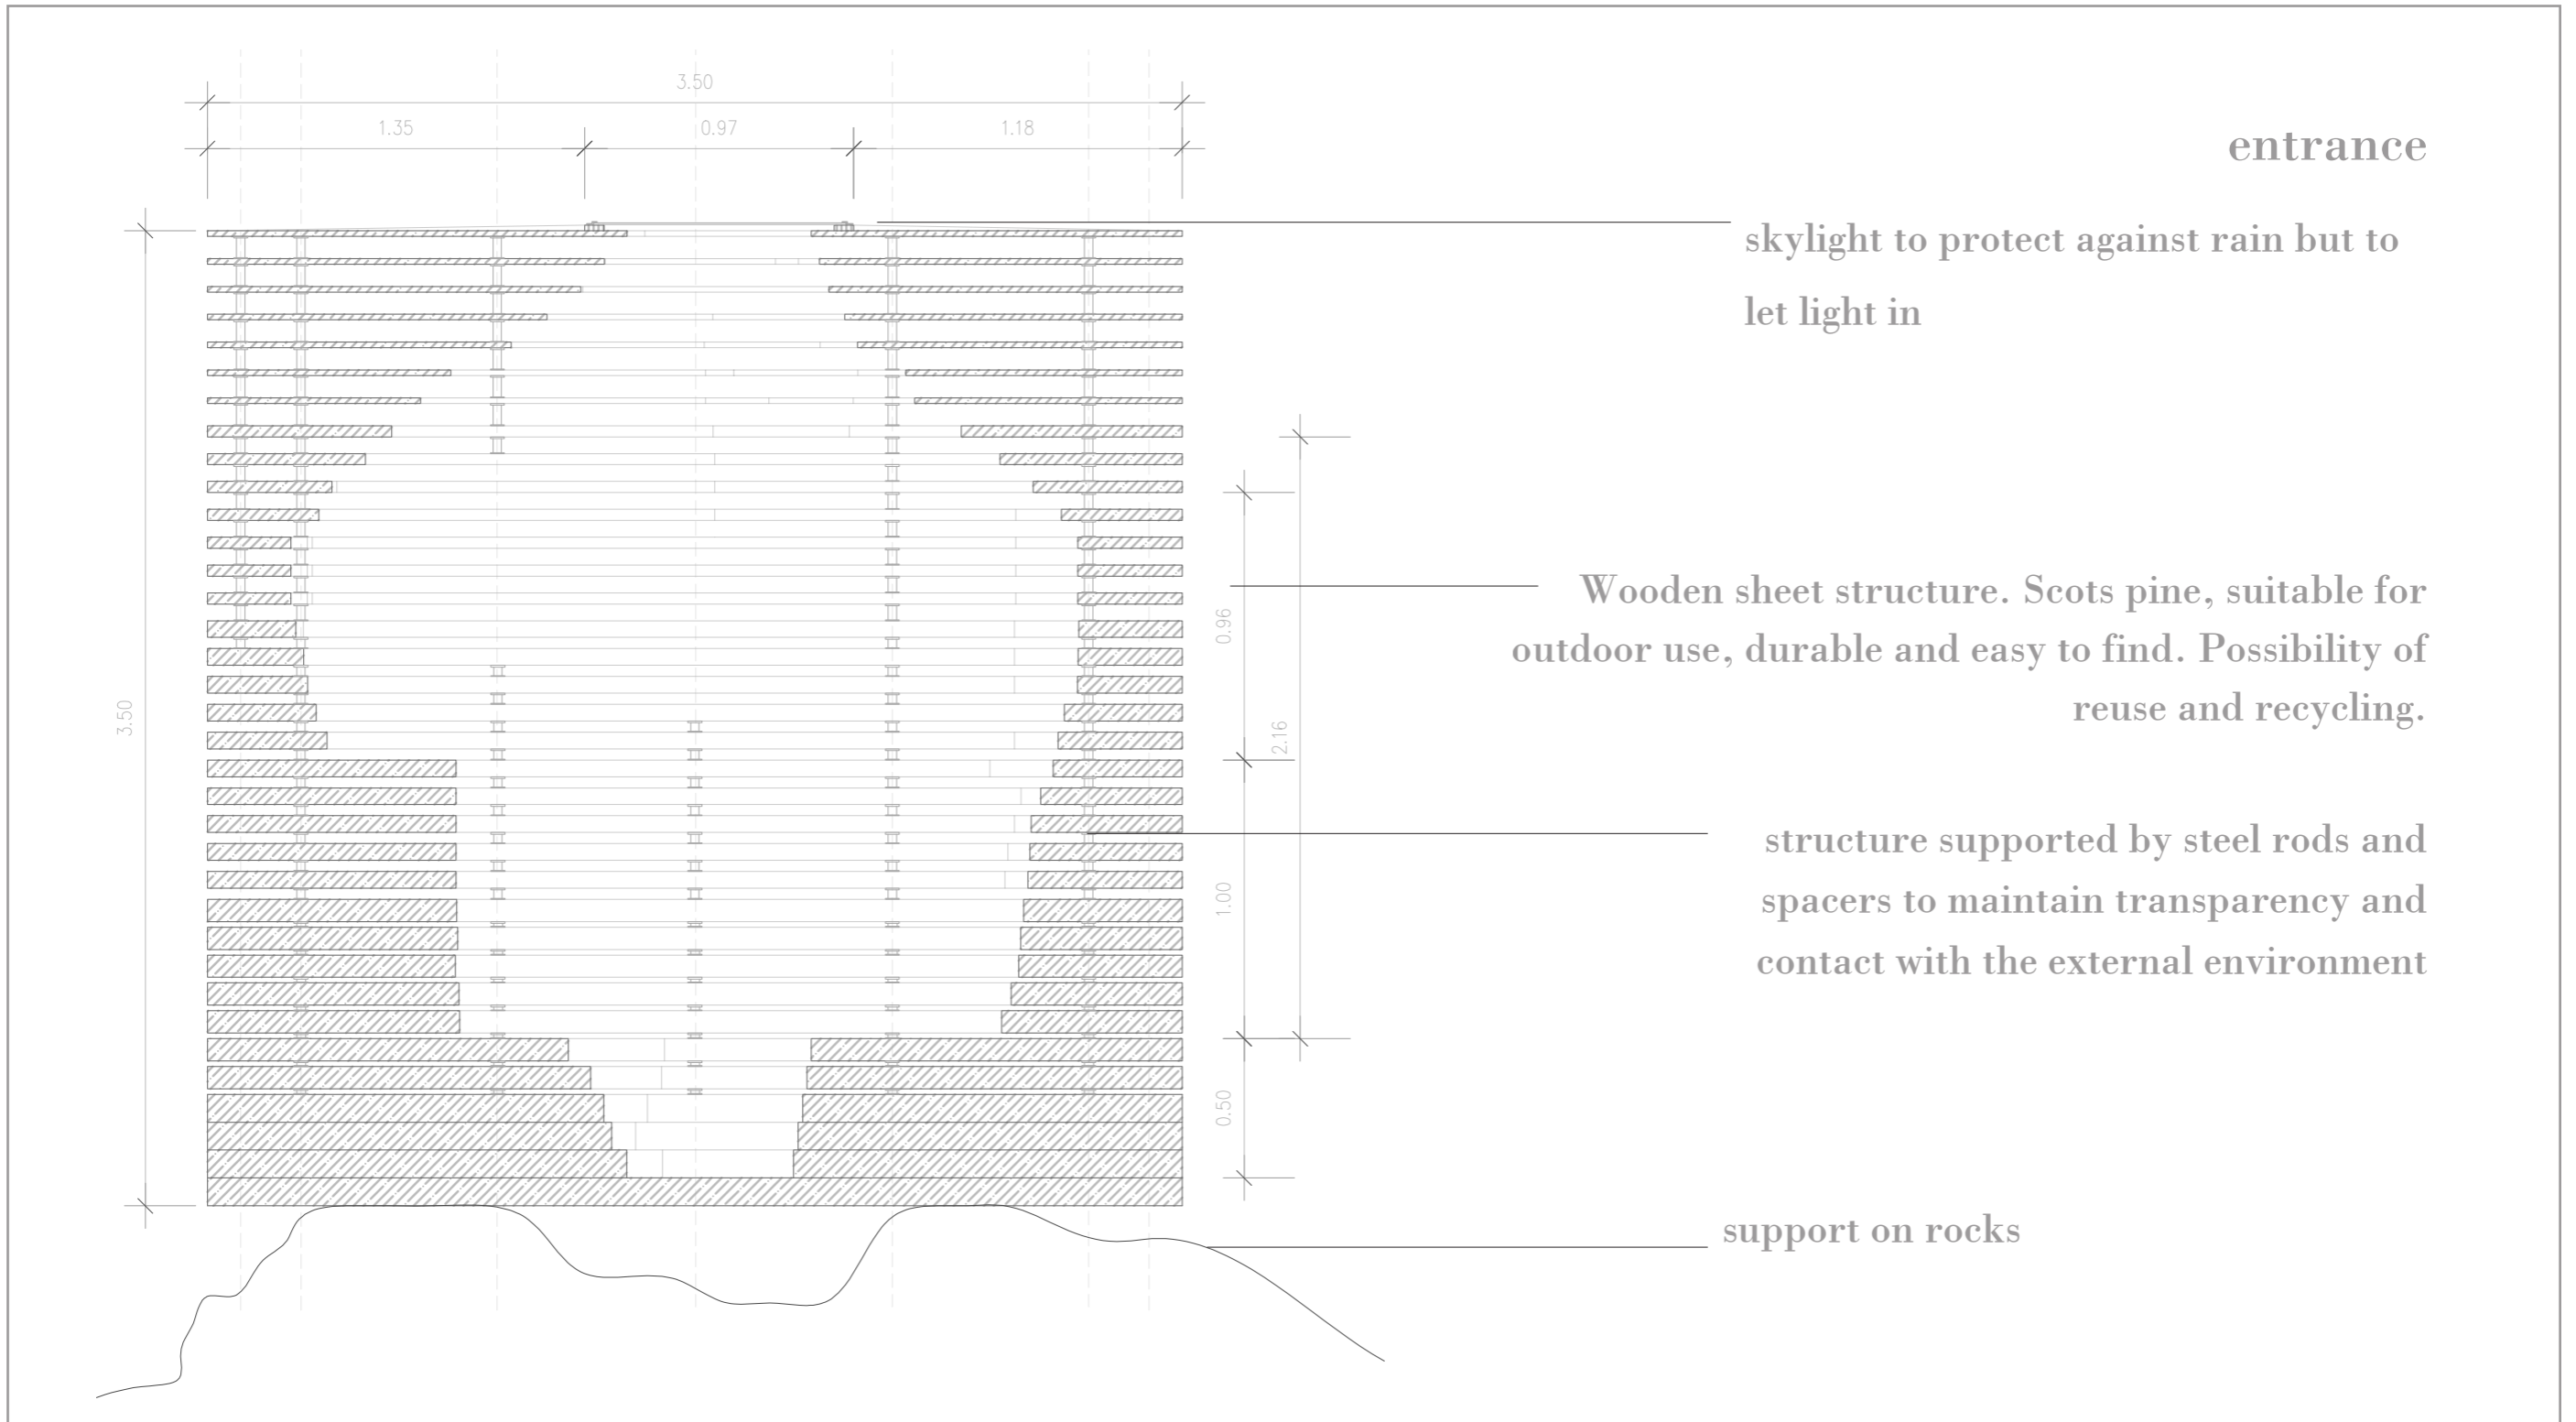 3.50
1.35
0.97
1.18
entrance
skylight to protect against rain but to
let light in
Wooden sheet structure. Scots pine, suitable for
outdoor use, durable and easy to find. Possibility of
reuse and recycling.
0.96
3.50
2.16
structure supported by steel rods and
spacers to maintain transparency and
contact with the external environment
1.00
0.50
support on rocks